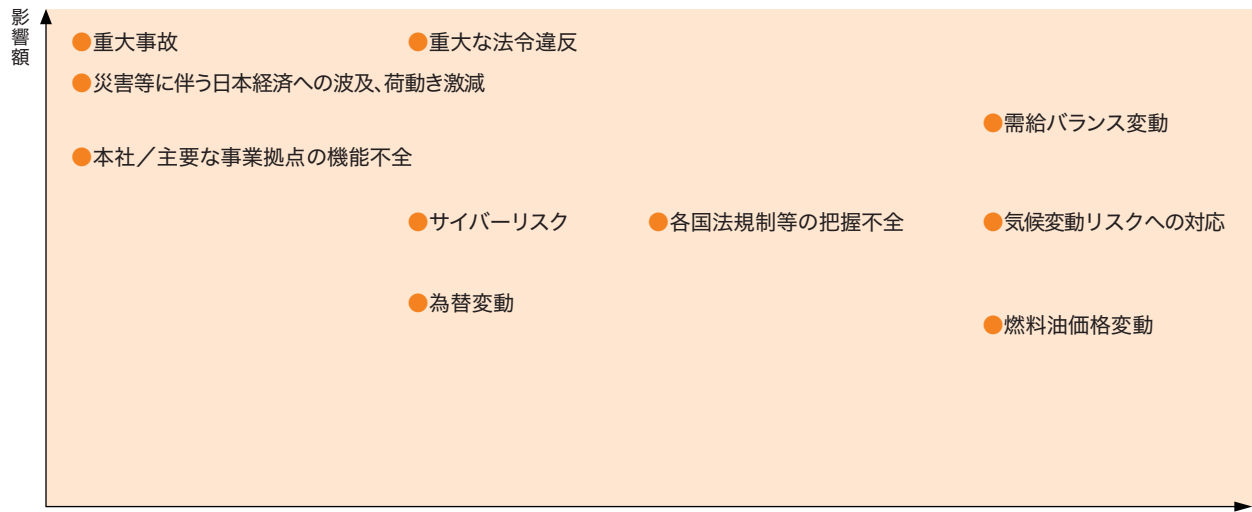 影響額
●重大事故
●重大な法令違反
●災害等に伴う日本経済への波及、荷動き激減
●需給バランス変動
●本社／主要な事業拠点の機能不全
●サイバーリスク
●各国法規制等の把握不全
●気候変動リスクへの対応
●為替変動
●燃料油価格変動